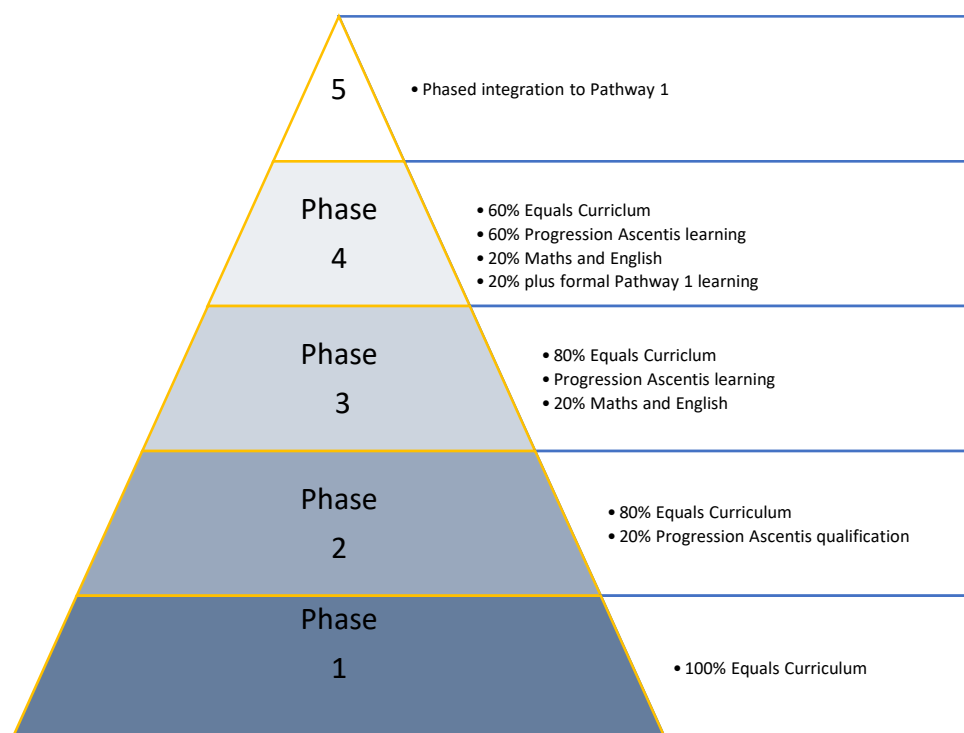 5
• Phased integration to Pathway 1
Phase
4
• 60% Equals Curriclum
• 60% Progression Ascentis learning
• 20% Maths and English
• 20% plus formal Pathway 1 learning
Phase
3
• 80% Equals Curriclum
• Progression Ascentis learning
• 20% Maths and English
Phase
2
• 80% Equals Curriculum
• 20% Progression Ascentis qualification
Phase
1
• 100% Equals Curriculum